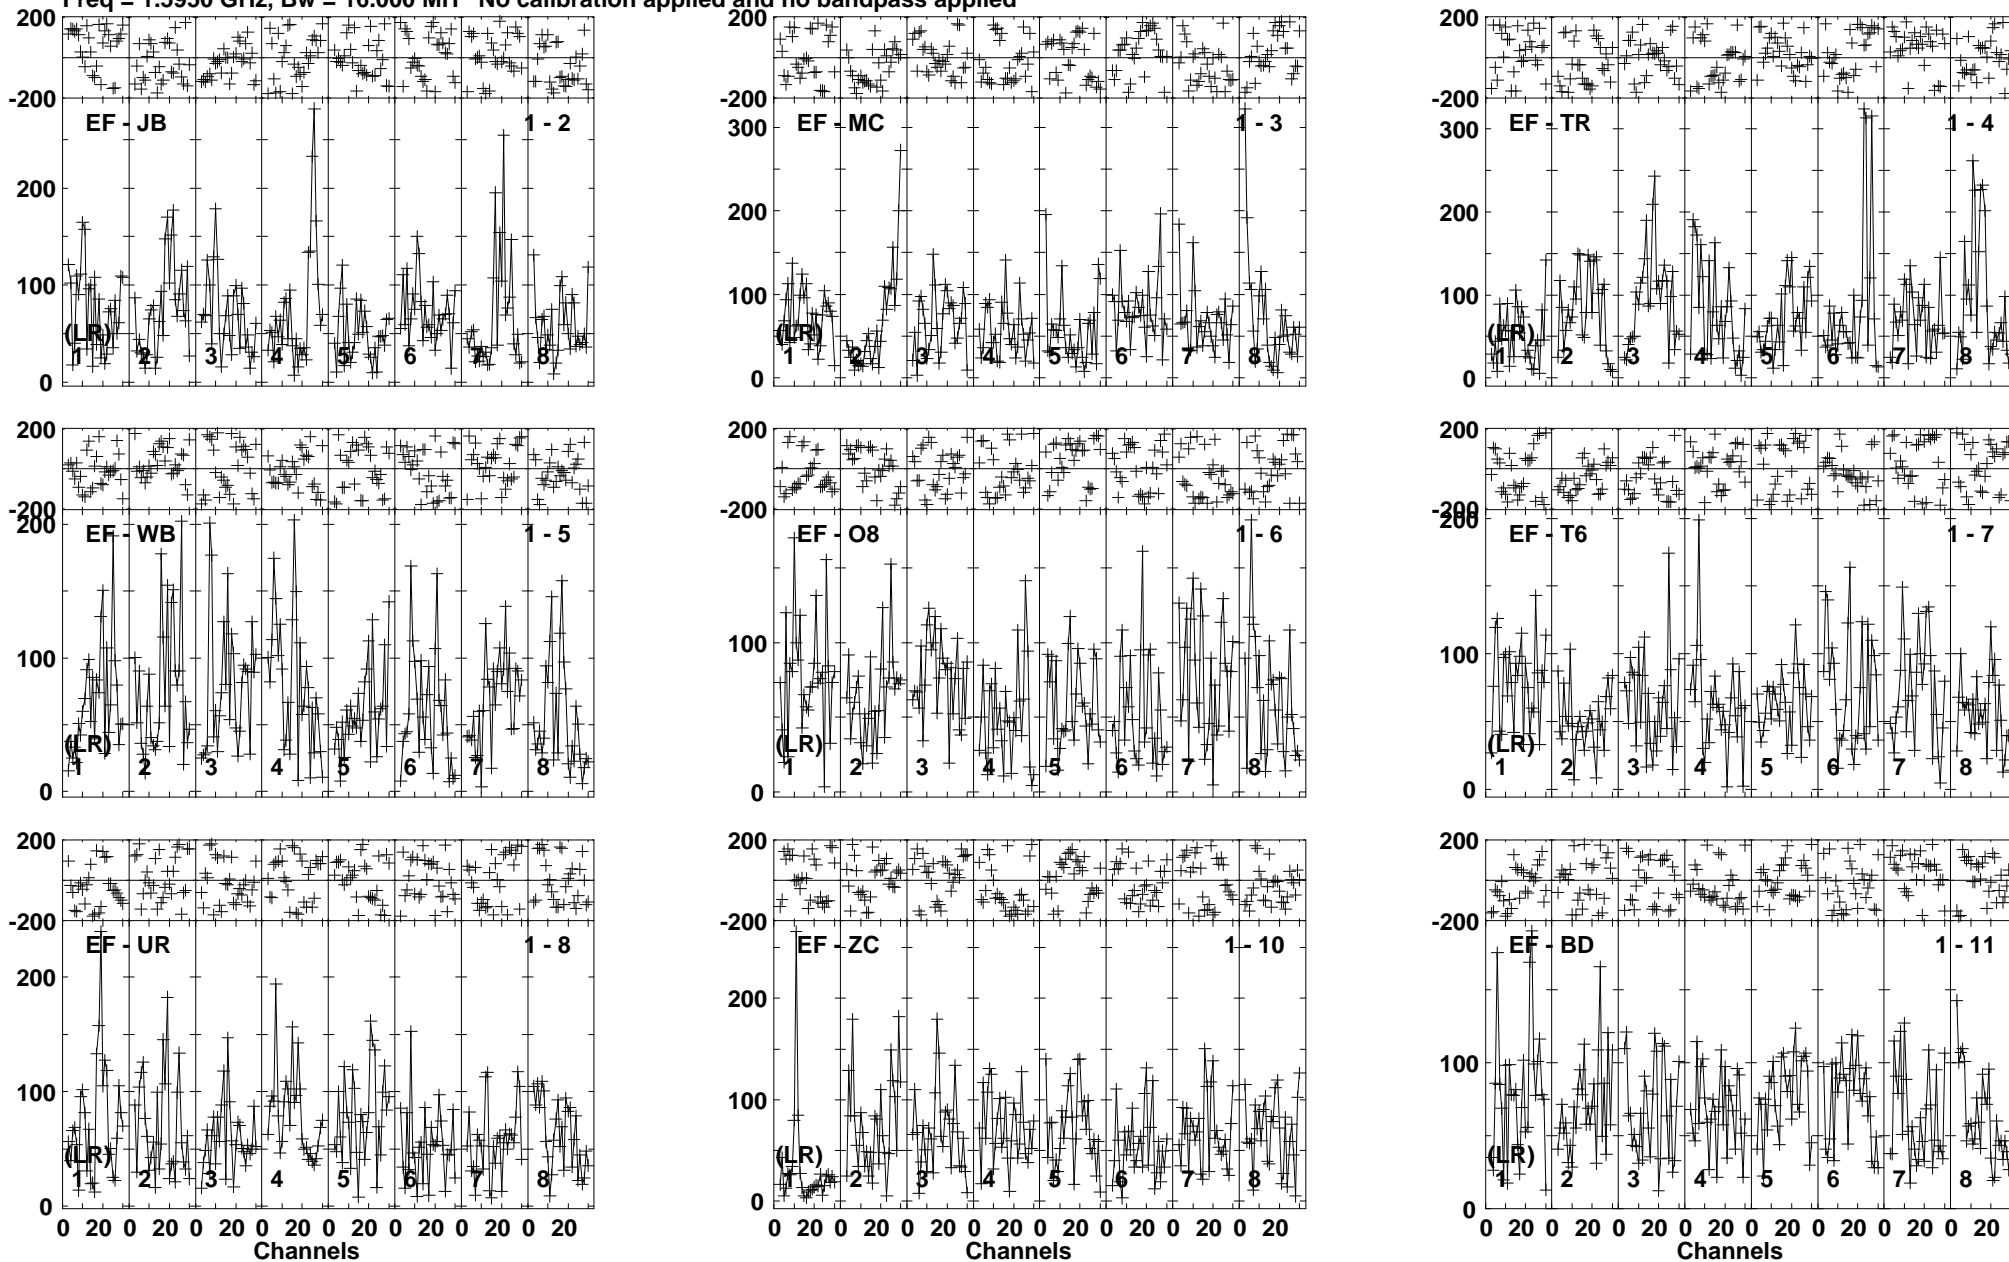 Freq = 1.5950 GHz, Bw = 16.000 MH No calibration applied and no bandpass applied
200 200 200
-200 -200 -200
EF - JB 1 - 2 EF - MC 1 - 3 EF - TR 1 - 4
300 300
200 200 200
100 100 100
(LR) (LR) (LR)
1 2 3 4 5 6 7 8 1 2 3 4 5 6 7 8 1 2 3 4 5 6 7 8
0 0 0
200 200 200
-200 -200 -200
200 200
EF - WB 1 - 5 EF - O8 1 - 6 EF - T6 1 - 7
100 100 100
(LR) (LR) (LR)
1 2 3 4 5 6 7 8 1 2 3 4 5 6 7 8 1 2 3 4 5 6 7 8
0 0 0
200 200 200
-200 -200 -200
EF - UR 1 - 8 EF - ZC 1 - 10 EF - BD 1 - 11
200 200
100 100 100
(LR) (LR) (LR)
1 2 3 4 5 6 7 8 1 2 3 4 5 6 7 8 1 2 3 4 5 6 7 8
0 0 0
0 20 0 20 0 20 0 20 0 20 0 20 0 20 0 20 0 20 0 20 0 20 0 20 0 20 0 20 0 20 0 20 0 20 0 20 0 20 0 20 0 20 0 20 0 20 0 20
Channels Channels Channels